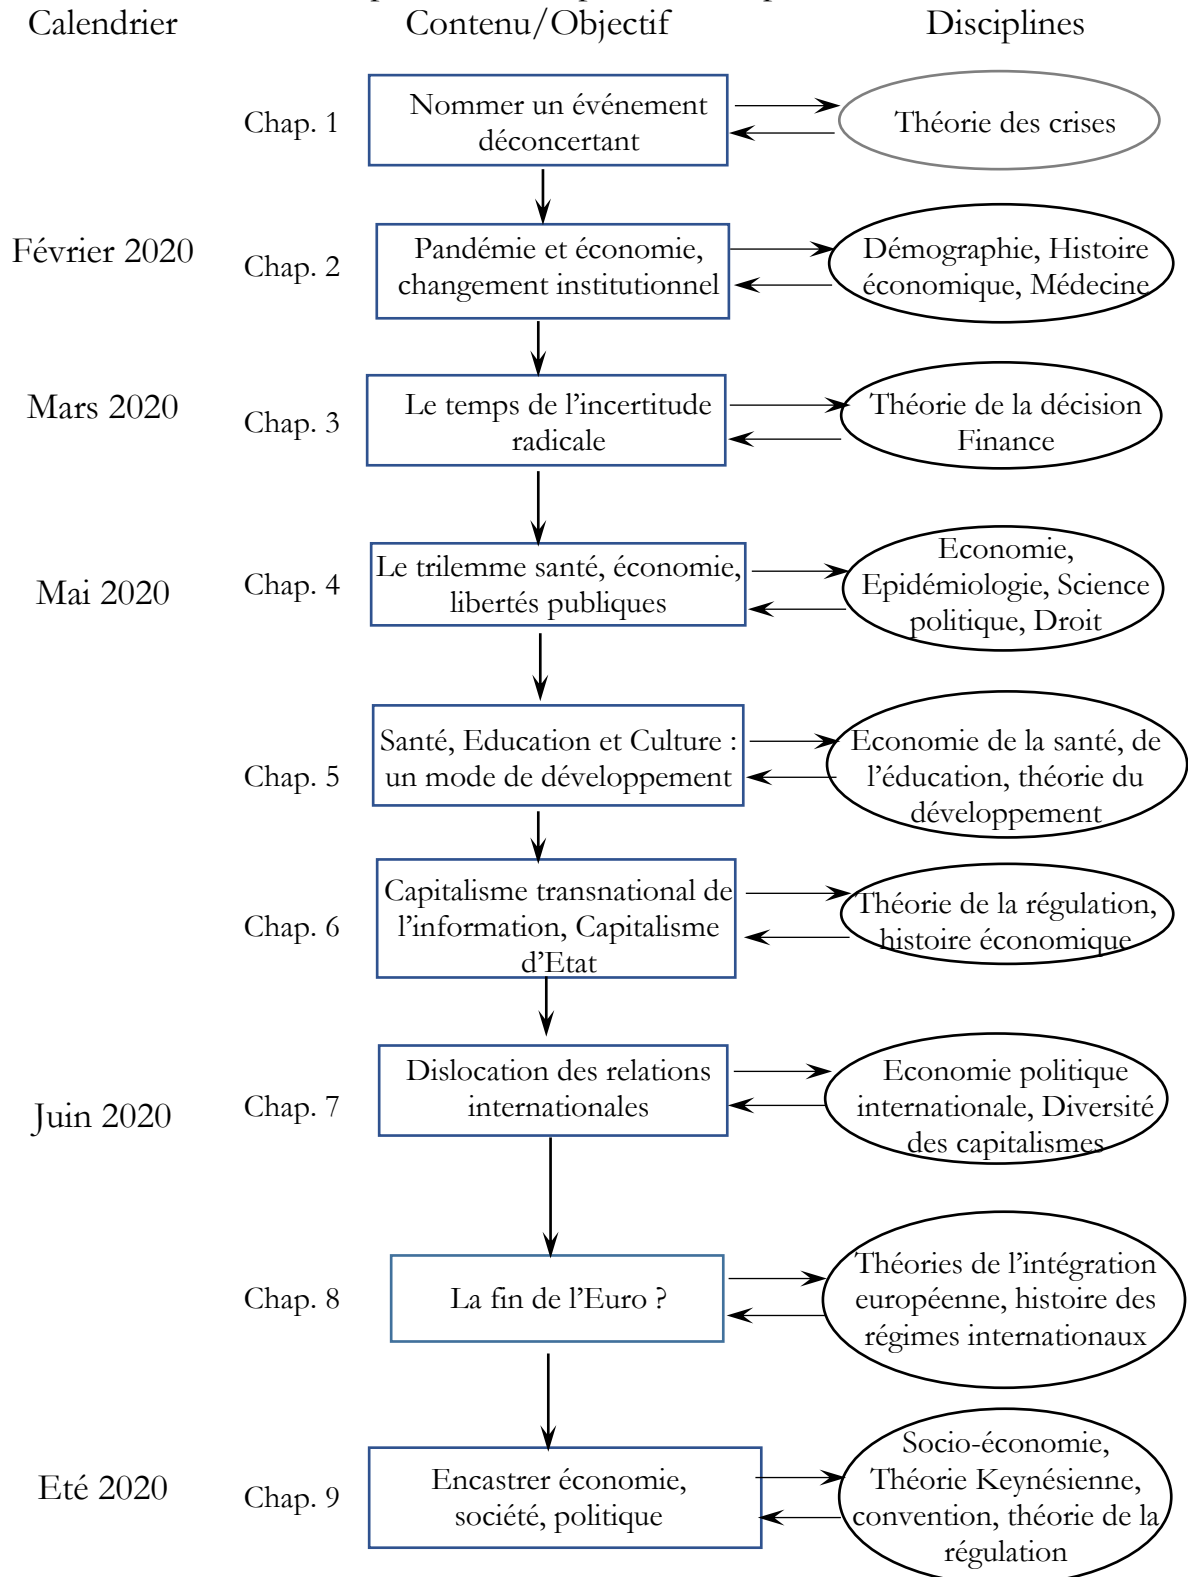 Calendrier
Contenu/Objectif
Disciplines
Chap. 1
Nommer un événement
déconcertant
Théorie des crises
Février 2020
Chap. 2
Pandémie et économie,
changement institutionnel
Démographie, Histoire
économique, Médecine
Mars 2020
Chap. 3
Le temps de l’incertitude
radicale
Théorie de la décision
Finance
Mai 2020
Chap. 4
Le trilemme santé, économie,
libertés publiques
Economie,
Epidémiologie, Science
politique, Droit
Chap. 5
Santé, Education et Culture :
un mode de développement
Economie de la santé, de
l’éducation, théorie du
développement
Chap. 6
Capitalisme transnational de
l’information, Capitalisme
d’Etat
Théorie de la régulation,
histoire économique
Juin 2020
Chap. 7
Dislocation des relations
internationales
Economie politique
internationale, Diversité
des capitalismes
Chap. 8
La fin de l’Euro ?
Théories de l’intégration
européenne, histoire des
régimes internationaux
Eté 2020
Chap. 9
Encastrer économie,
société, politique
Socio-économie,
Théorie Keynésienne,
convention, théorie de la
régulation